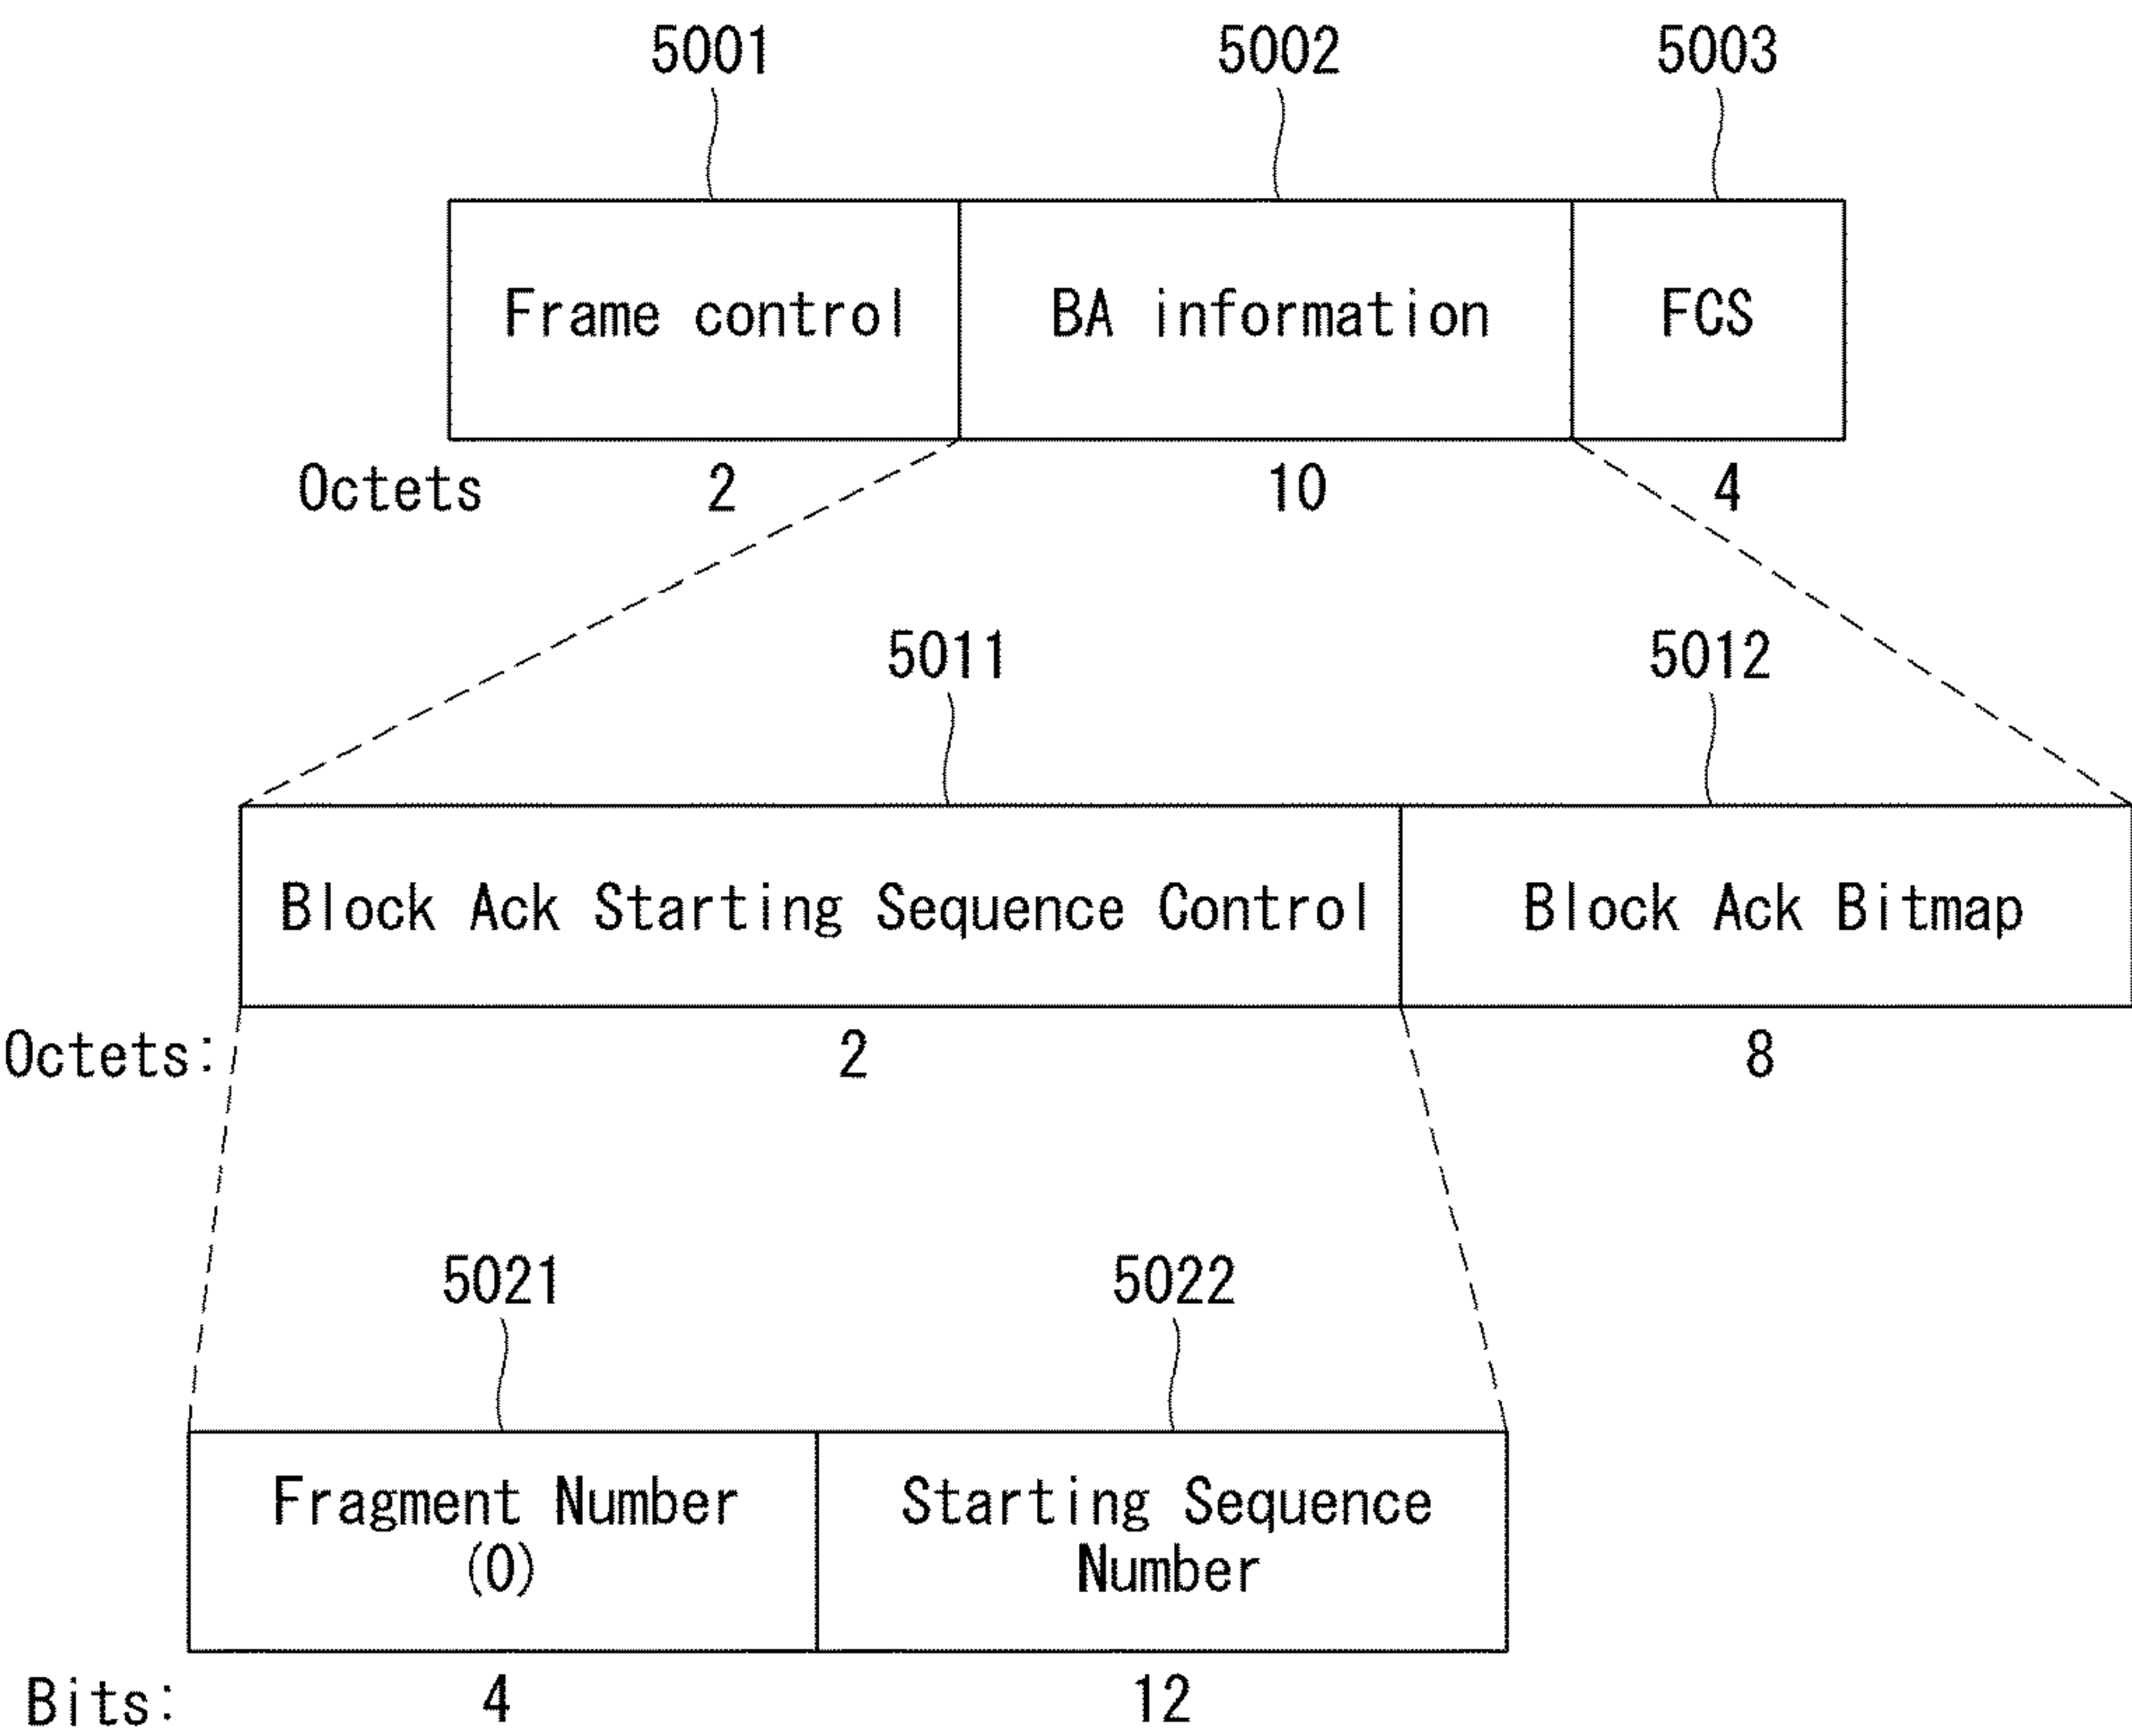 5001 5002 5003
Frame control BA information FCS
Octets 2 10 4
5011 5012
Block Ack Starting Sequence Control Block Ack Bitmap
Octets: 2 8
5021 5022
Fragment Number Starting Sequence
(0) Number
Bits: 4 12